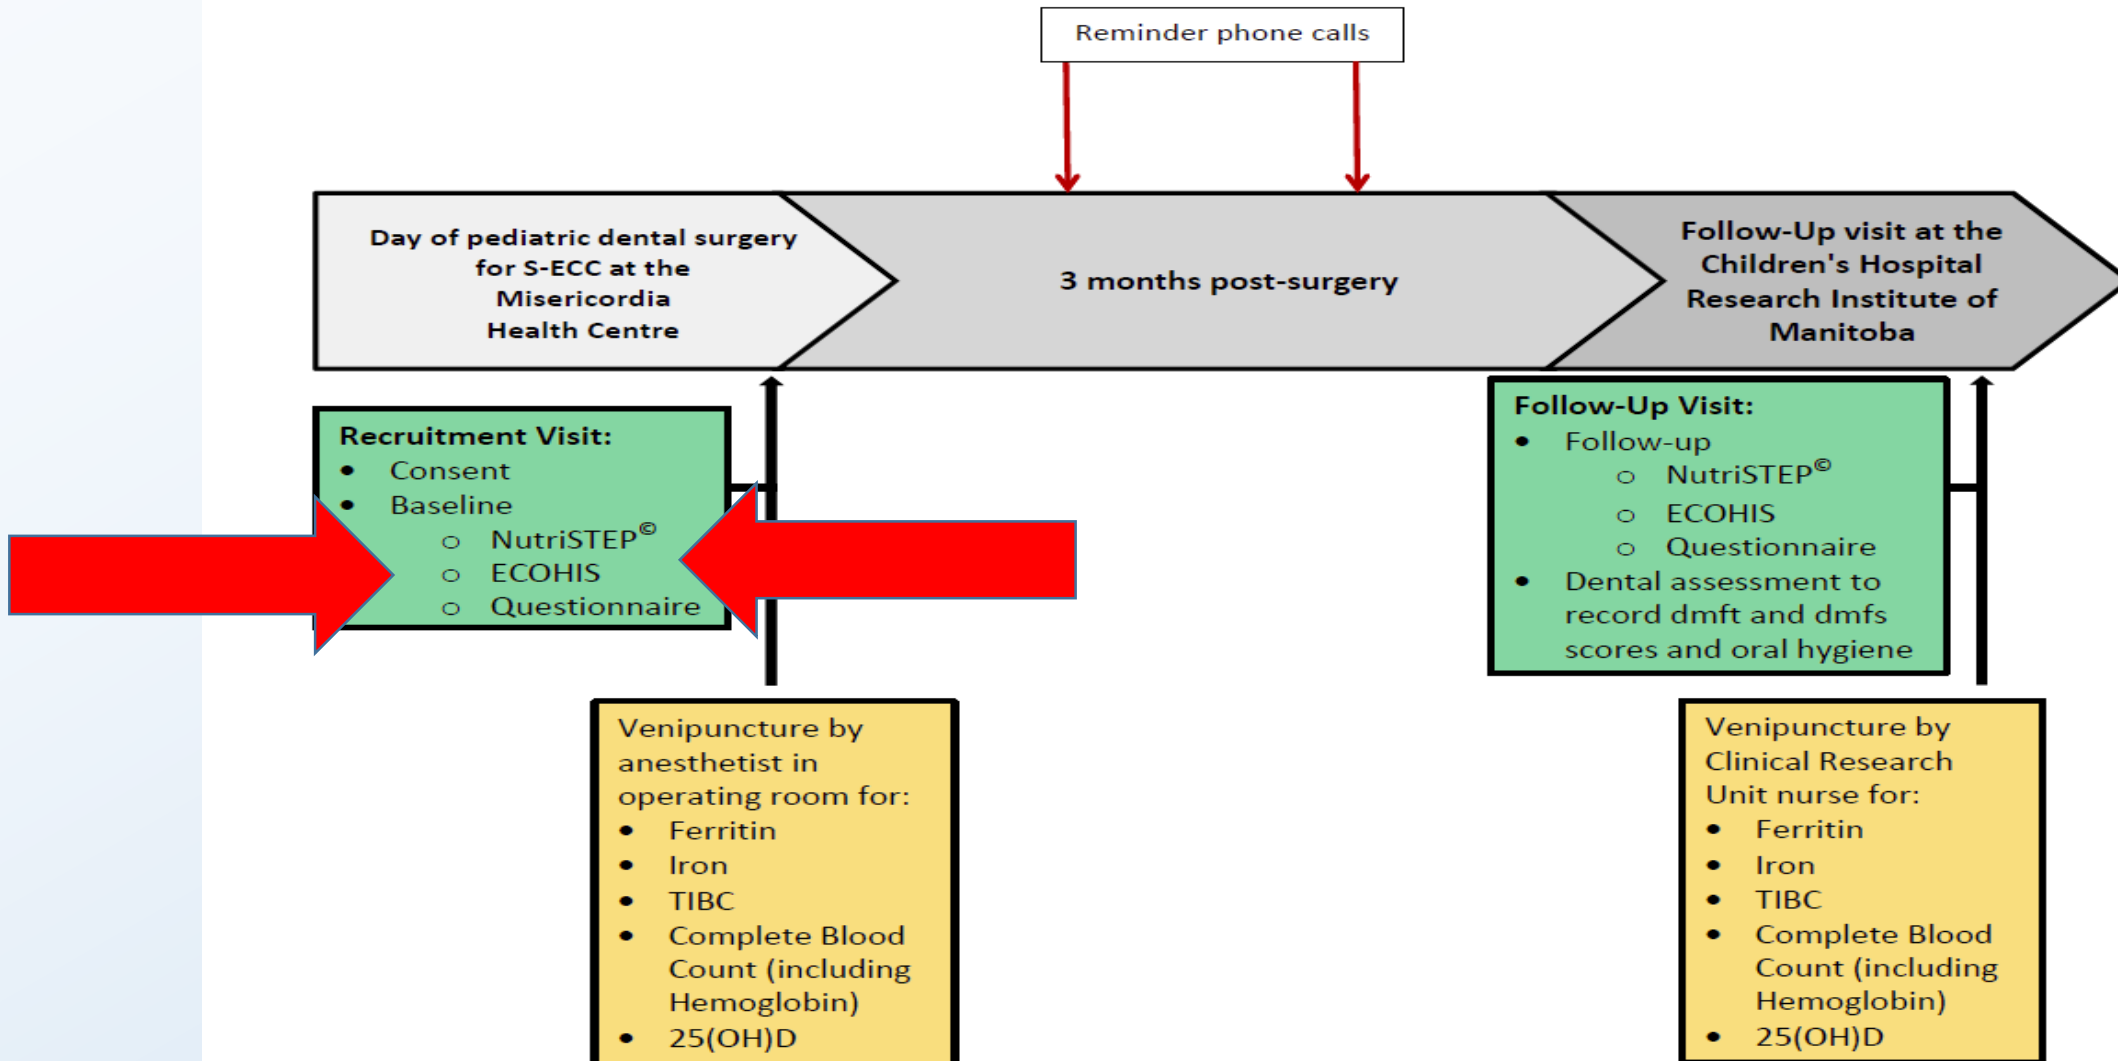 Reminder phone calls
Day of pediatric dental surgery
for S-ECC at the
Misericordia
Health Centre
3 months post-surgery
Follow-Up visit at the
Children's Hospital
Research Institute of
Manitoba
Recruitment Visit:
• Consent
• Baseline
o NutriSTEP©
o ECOHIS
o Questionnaire
Follow-Up Visit:
• Follow-up
o NutriSTEP©
o ECOHIS
o Questionnaire
• Dental assessment to
record dmft and dmfs
scores and oral hygiene
Venipuncture by
anesthetist in
operating room for:
• Ferritin
• Iron
• TIBC
• Complete Blood
Count (including
Hemoglobin)
• 25(OH)D
Venipuncture by
Clinical Research
Unit nurse for:
• Ferritin
• Iron
• TIBC
• Complete Blood
Count (including
Hemoglobin)
• 25(OH)D